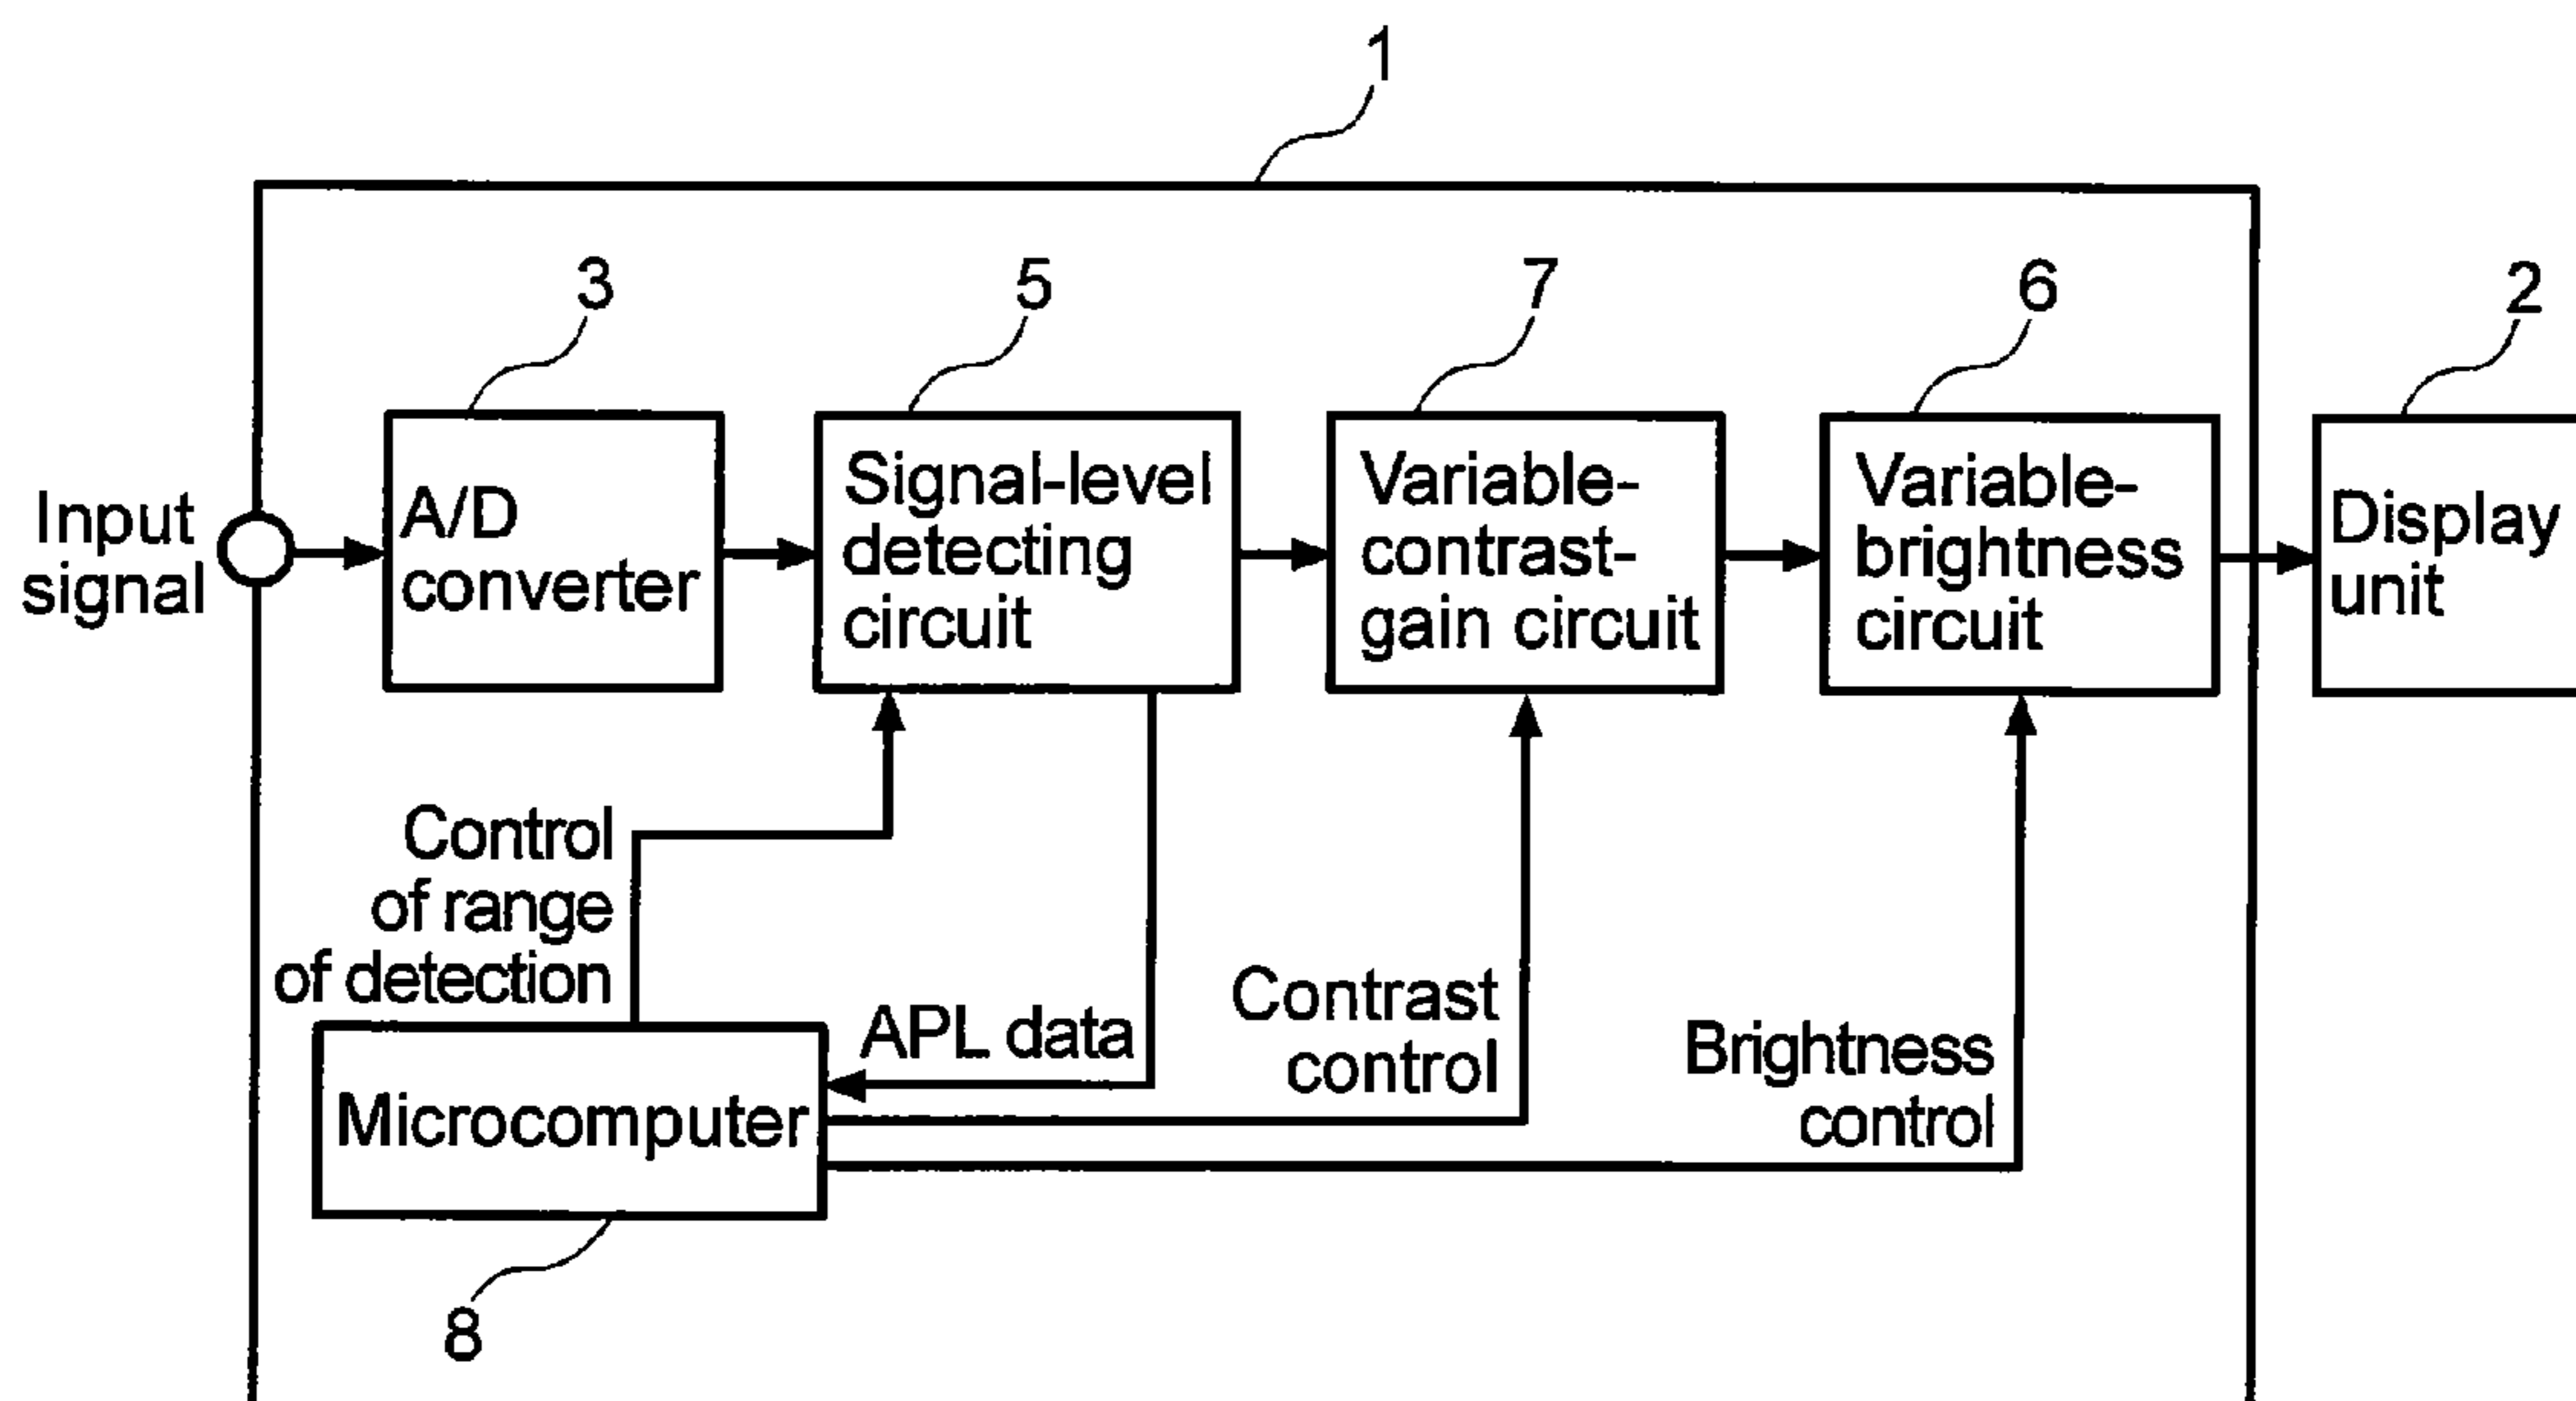 1
3
5
7
6
2
Input
signal
A/D
converter
Signal-level
detecting
circuit
Variable-
contrast-
gain circuit
Variable-
brightness
circuit
Display
unit
Control
of range
of detection
APL data
Contrast
control
Brightness
control
Microcomputer
8